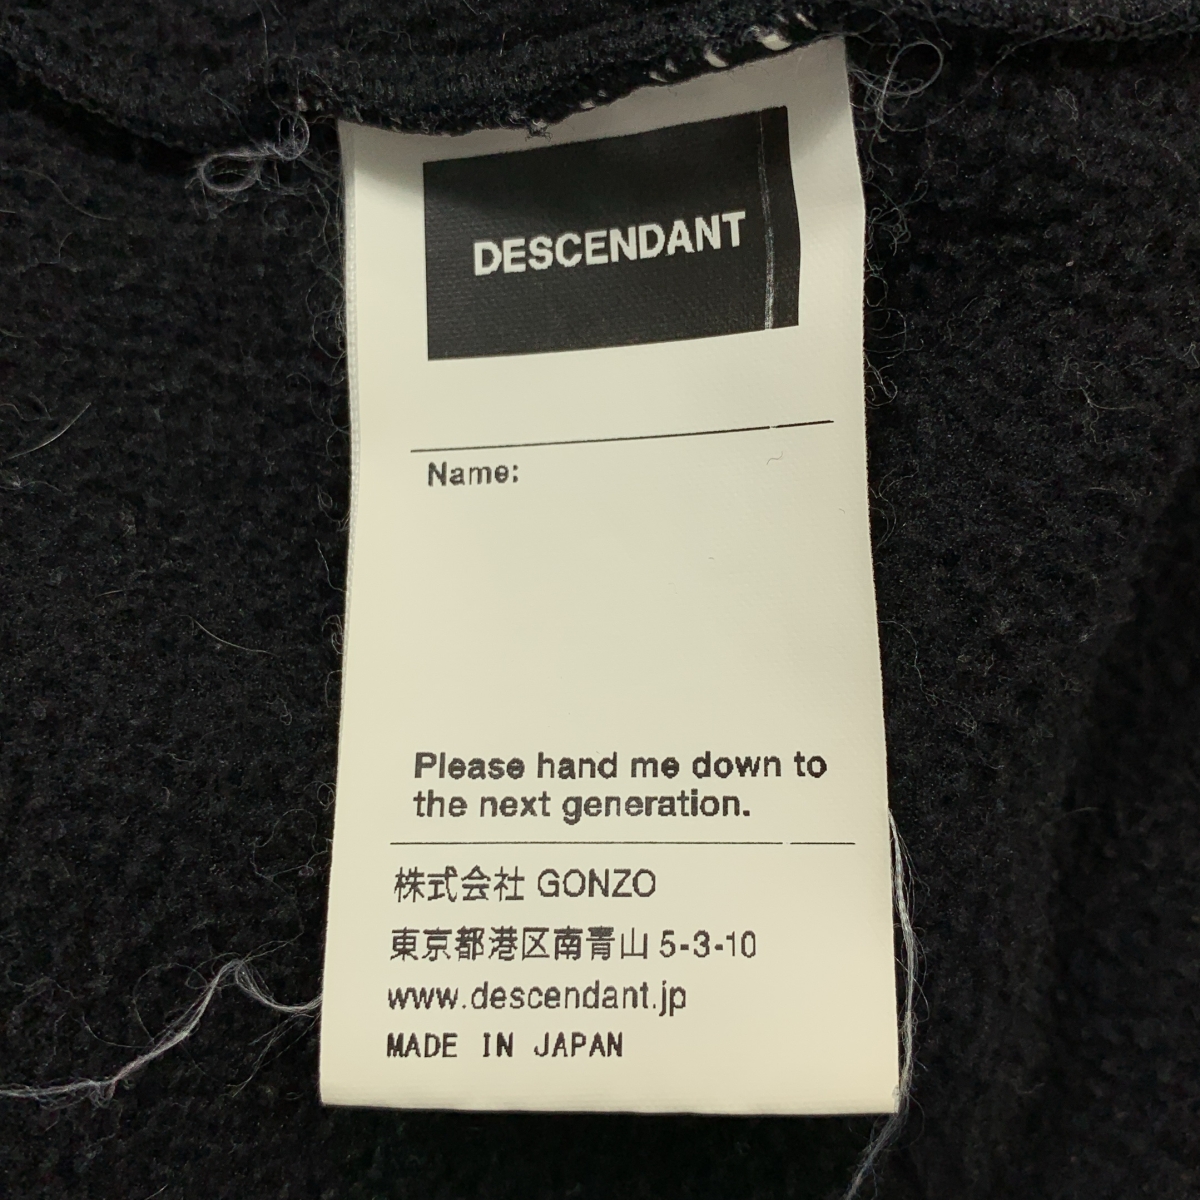 DESCENDANT
Name:
Please hand me down to
the next generation.
株式会社 GONZO
東京都港区南青山 5-3-10
www.descendant.jp
MADE IN JAPAN